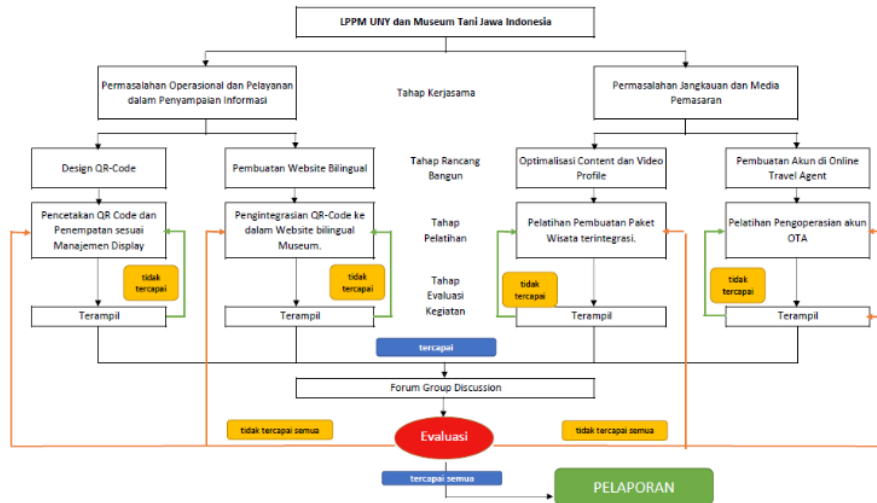 LPPM UNY dan Museum Tani Jawa Indonesia
Permasalahan Operasional dan Pelayanan
dalam Penyampaian Informasi
Tahap Kerjasama
Permasalahan Jangkauan dan Media
Pemasaran
Design QR-Code
Pembuatan Website Bilingual
Tahap Rancang
Bangun
Optimalisasi Content dan Video
Profile
Pembuatan Akun di Online
Travel Agent
Pencetakan QR Code dan
Penempatan sesuai
Manajemen Display
Pengintegrasian QR-Code ke
dalam Website bilingual
Museum.
Tahap
Pelatihan
Pelatihan Pembuatan Paket
Wisata terintegrasi.
Pelatihan Pengoperasian akun
OTA
tidak
tercapai
tidak
tercapai
Tahap
Evaluasi
Kegiatan
tidak
tercapai
tidak
tercapai
Terampil
Terampil
Terampil
Terampil
tercapai
Forum Group Discussion
tidak tercapai semua
Evaluasi
tidak tercapai semua
tercapai semua
PELAPORAN